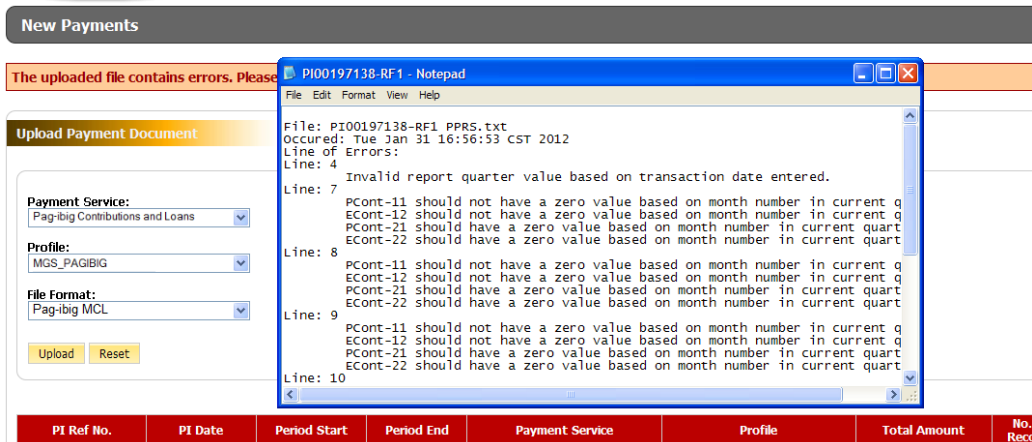 New Payments
The uploaded file contains errors. Please
Upload Payment Document
Payment Service:
Pag-ibig Contributions and Loans
Profile:
MGS_PAGIBIG
File Format:
Pag-ibig MCL
Upload Reset
PI00197138-RF1 - Notepad
File Edit Format View Help
File: PI00197138-RF1 PPRS.txt
Occured: Tue Jan 31 16:56:53 CST 2012
Line of Errors:
Line: 4
Invalid report quarter value based on transaction date entered.
Line: 7
PCont-11 should not have a zero value based on month number in current q
ECont-12 should not have a zero value based on month number in current q
PCont-21 should have a zero value based on month number in current quart
ECont-22 should have a zero value based on month number in current quart
Line: 8
PCont-11 should not have a zero value based on month number in current q
ECont-12 should not have a zero value based on month number in current q
PCont-21 should have a zero value based on month number in current quart
ECont-22 should have a zero value based on month number in current quart
Line: 9
PCont-11 should not have a zero value based on month number in current q
ECont-12 should not have a zero value based on month number in current q
PCont-21 should have a zero value based on month number in current quart
ECont-22 should have a zero value based on month number in current quart
Line: 10
PI Ref No. PI Date Period Start Period End Payment Service Profile Total Amount No.